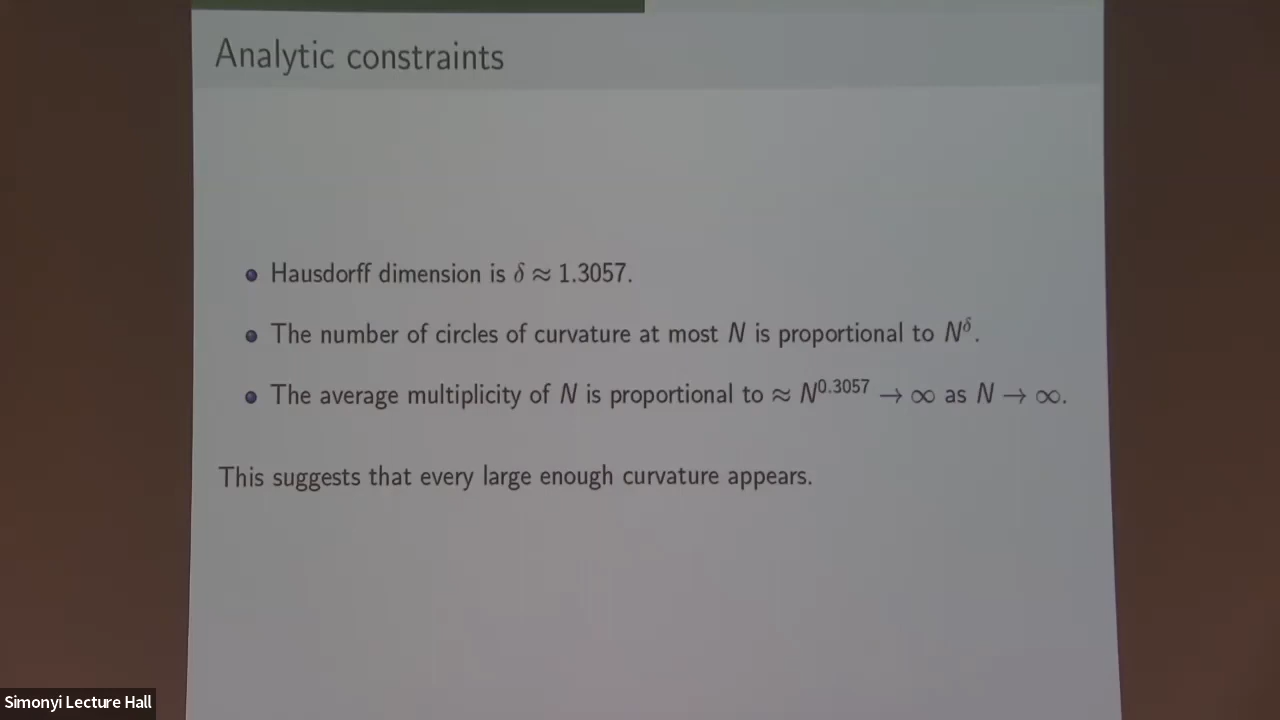 Analytic constraints
Hausdorff dimension is δ ≈ 1.3057.
The number of circles of curvature at most N is proportional to N^δ.
The average multiplicity of N is proportional to ≈ N^0.3057 → ∞ as N → ∞.
This suggests that every large enough curvature appears.
Simonyi Lecture Hall